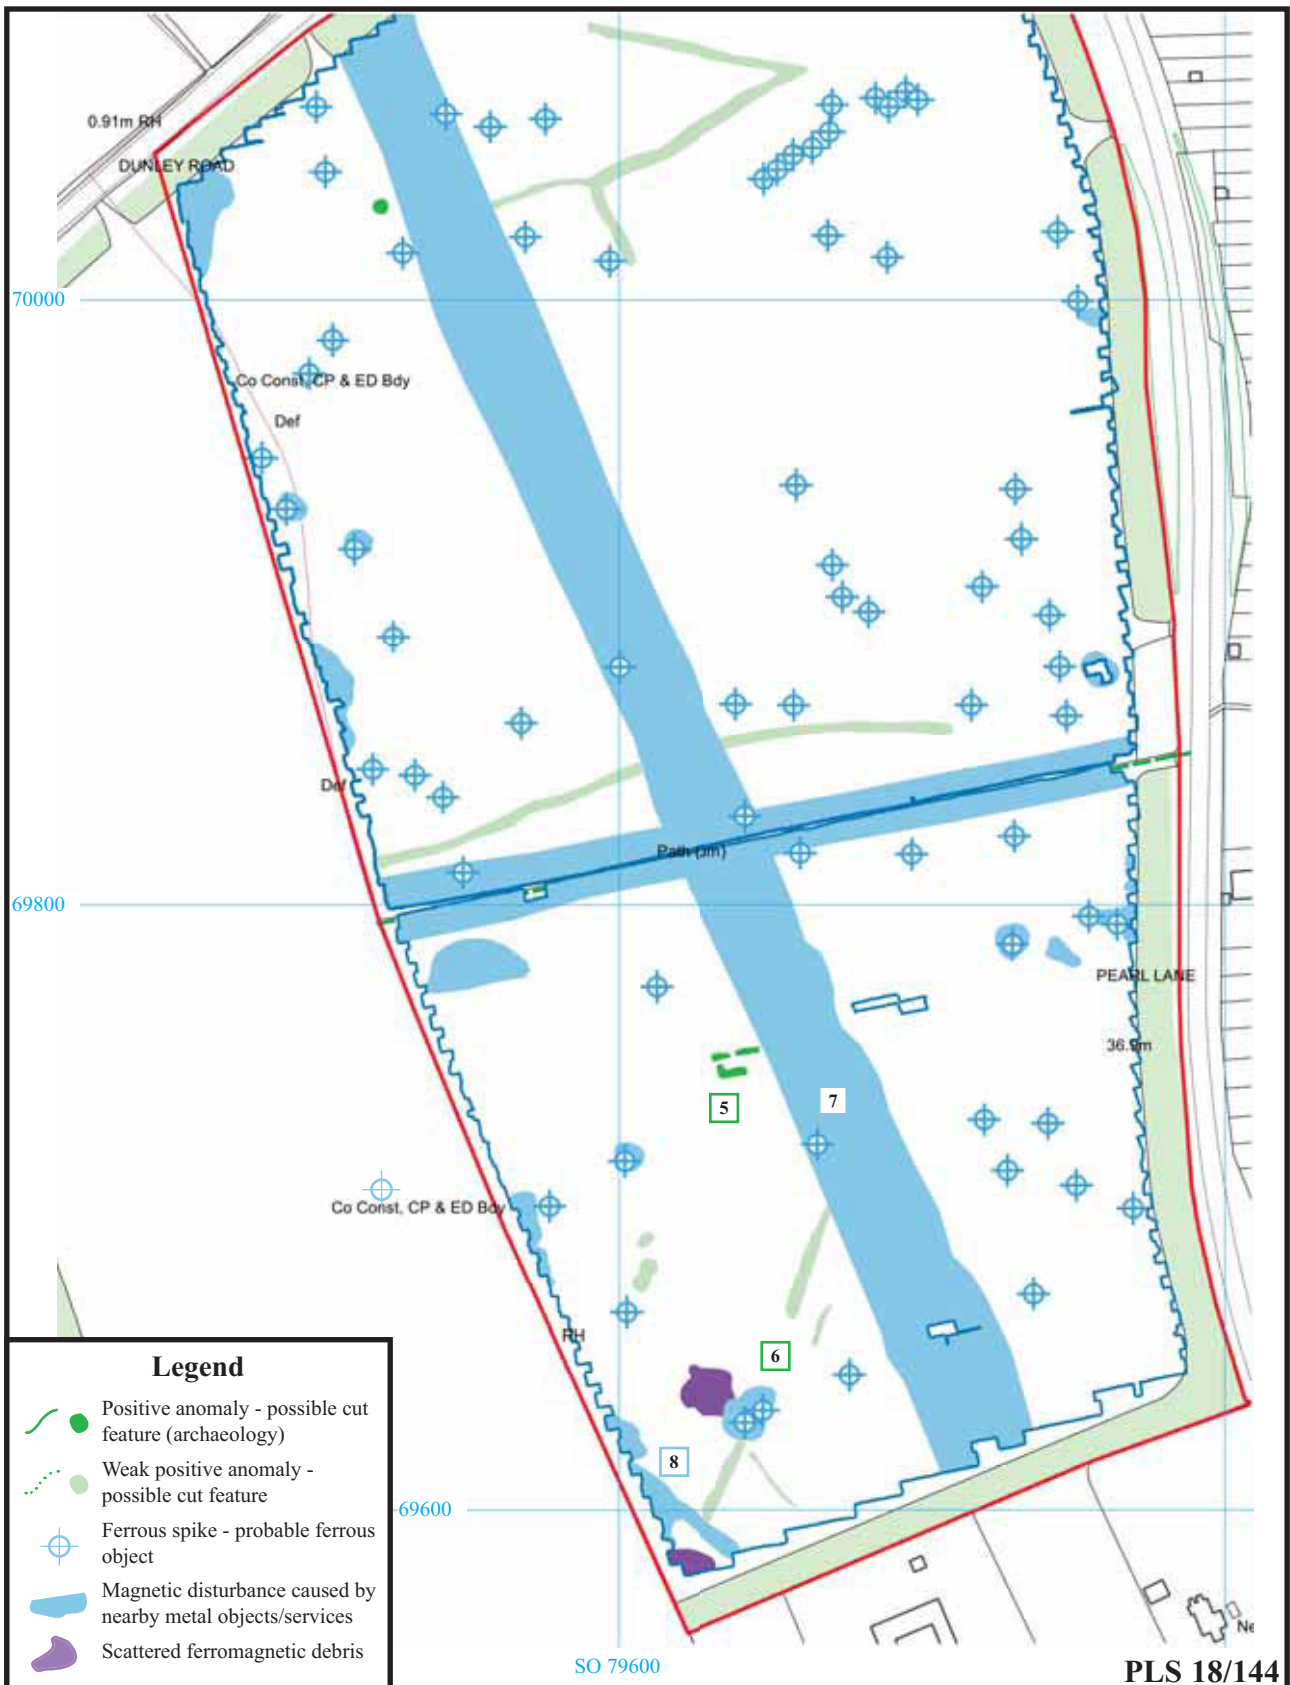 0.91m RH
DUNLEY ROAD
70000
Co Const, CP & ED Bdy
Def
Def
Path (um)
69800
PEARL LANE
36.9m
5
7
Co Const, CP & ED Bdy
RH
6
8
69600
Legend
Positive anomaly - possible cut
feature (archaeology)
Weak positive anomaly -
possible cut feature
Ferrous spike - probable ferrous
object
Magnetic disturbance caused by
nearby metal objects/services
Scattered ferromagnetic debris
SO 79600
Ne
PLS 18/144